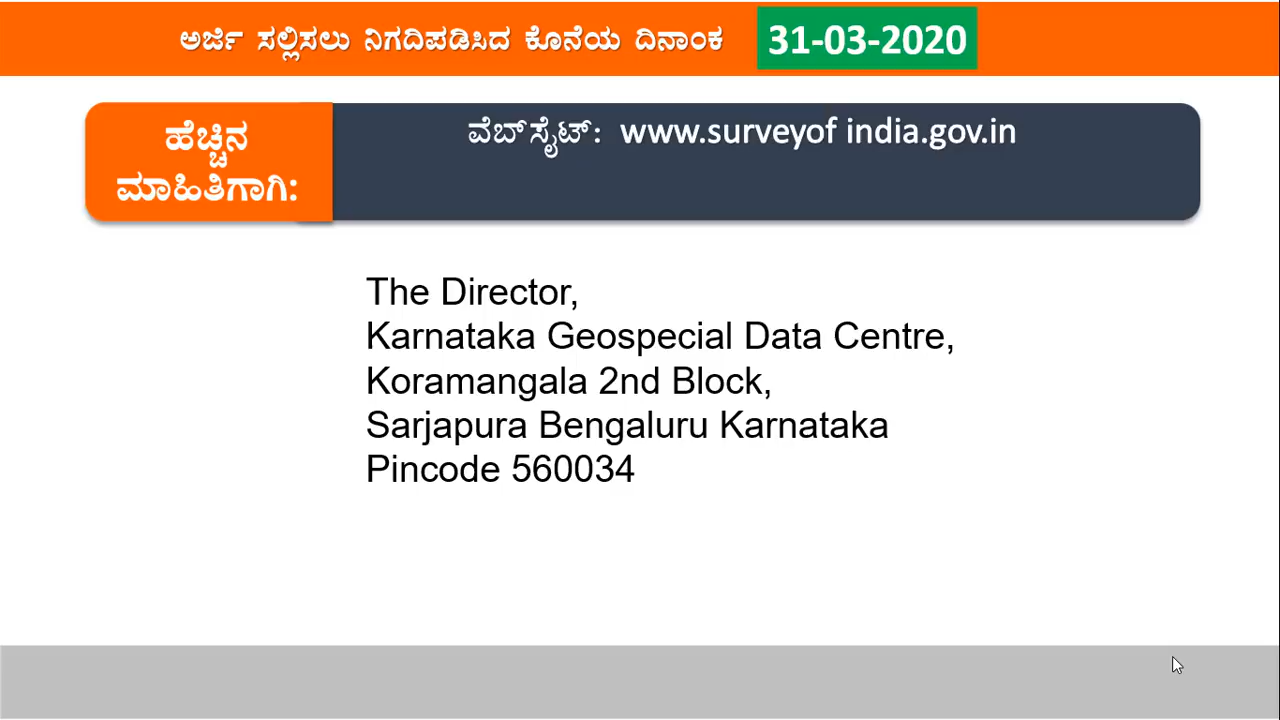 ಅರ್ಜಿ ಸಲ್ಲಿಸಲು ನಿಗದಿಪಡಿಸಿದ ಕೊನೆಯ ದಿನಾಂಕ 31-03-2020
ಹೆಚ್ಚಿನ
ಮಾಹಿತಿಗಾಗಿ:
ವೆಬ್‌ಸೈಟ್: www.surveyof india.gov.in
The Director,
Karnataka Geospecial Data Centre,
Koramangala 2nd Block,
Sarjapura Bengaluru Karnataka
Pincode 560034